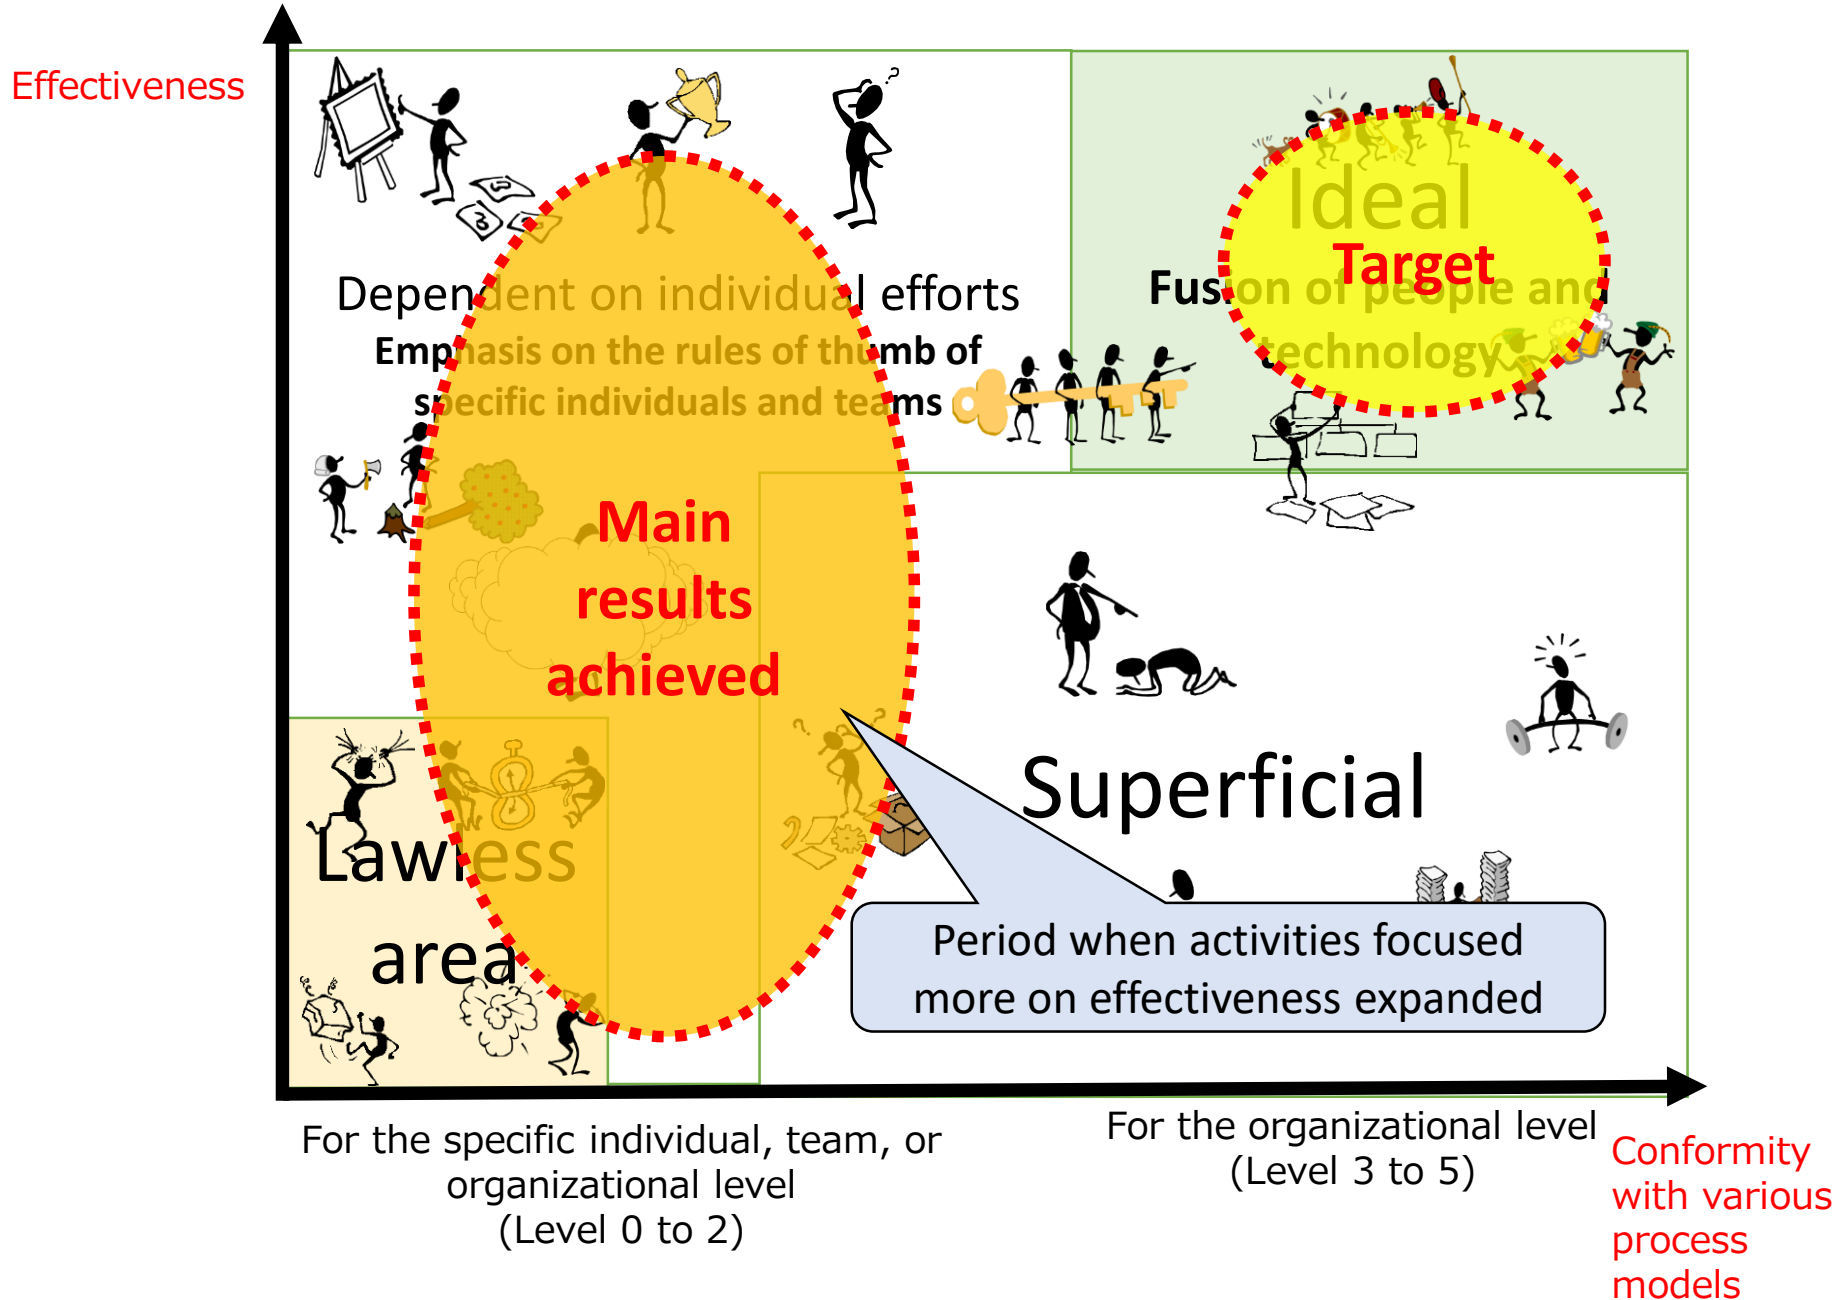 Effectiveness
Ideal
Target
Dependent on individual efforts
Fusion of people and
technology
Emphasis on the rules of thumb of
specific individuals and teams
Main
results
achieved
Superficial
Lawless
area
Period when activities focused
more on effectiveness expanded
For the specific individual, team, or
organizational level
(Level 0 to 2)
For the organizational level
(Level 3 to 5)
Conformity
with various
process
models